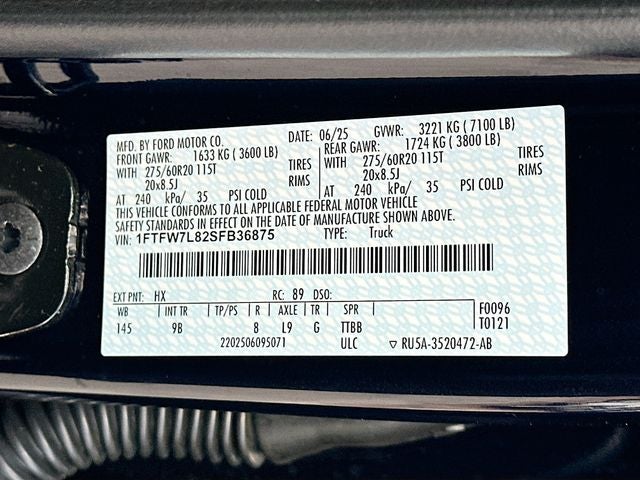 MFD. BY FORD MOTOR CO.
DATE: 06/25 GVWR: 3221 KG ( 7100 LB)
FRONT GAWR: 1633 KG ( 3600 LB) REAR GAWR: 1724 KG ( 3800 LB)
WITH 275/60R20 115T TIRES WITH 275/60R20 115T TIRES
20x8.5J RIMS 20x8.5J RIMS
AT 240 kPa/ 35 PSI COLD AT 240 kPa/ 35 PSI COLD
THIS VEHICLE CONFORMS TO ALL APPLICABLE FEDERAL MOTOR VEHICLE
SAFETY STANDARDS IN EFFECT ON THE DATE OF MANUFACTURE SHOWN ABOVE.
VIN: 1FTFW7L82SFB36875 TYPE: Truck
EXT PNT: HX RC: 89 DSO:
WB INT TR TP/PS R AXLE TR SPR F0096
145 9B 8 L9 G TTBB T0121
2202506095071 ULC ▽ RU5A-3520472-AB